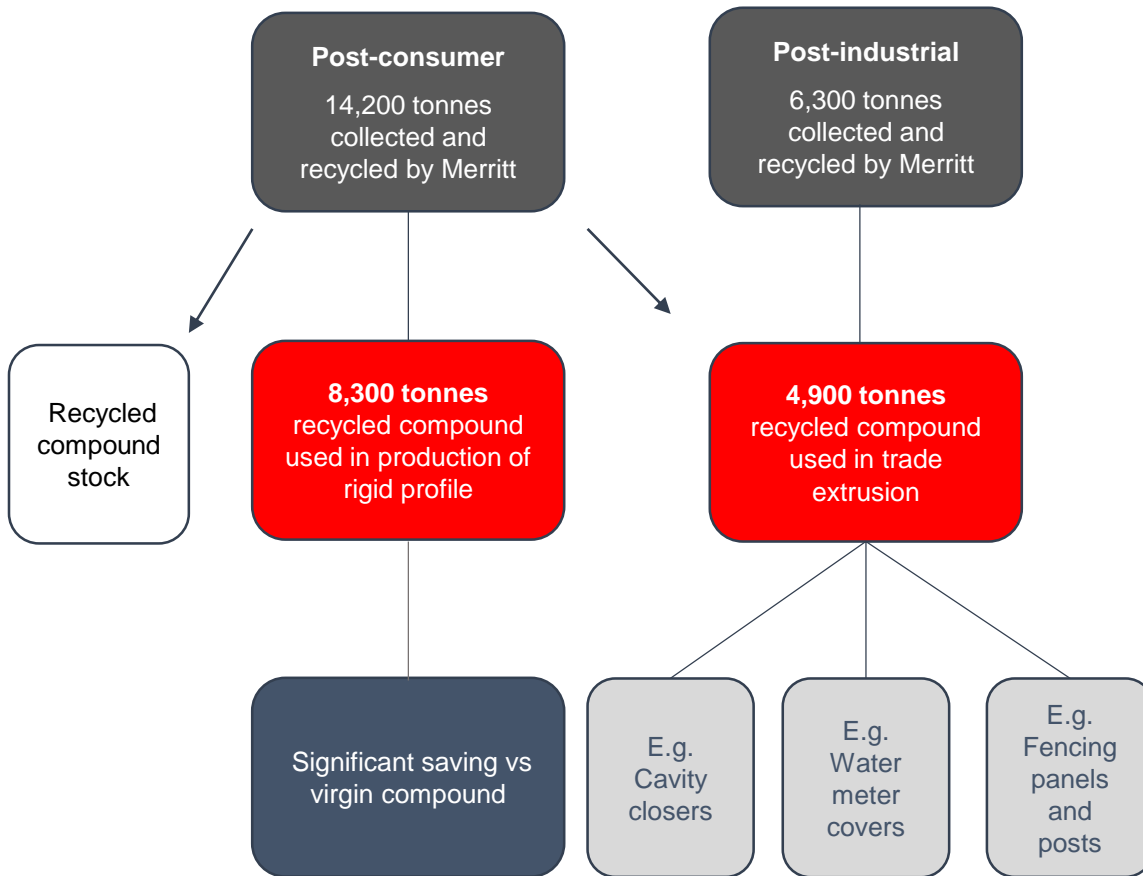 Post-consumer
14,200 tonnes
collected and
recycled by Merritt
Post-industrial
6,300 tonnes
collected and
recycled by Merritt
Recycled
compound
stock
8,300 tonnes
recycled compound
used in production of
rigid profile
4,900 tonnes
recycled compound
used in trade
extrusion
Significant saving vs
virgin compound
E.g.
Cavity
closers
E.g.
Water
meter
covers
E.g.
Fencing
panels
and
posts